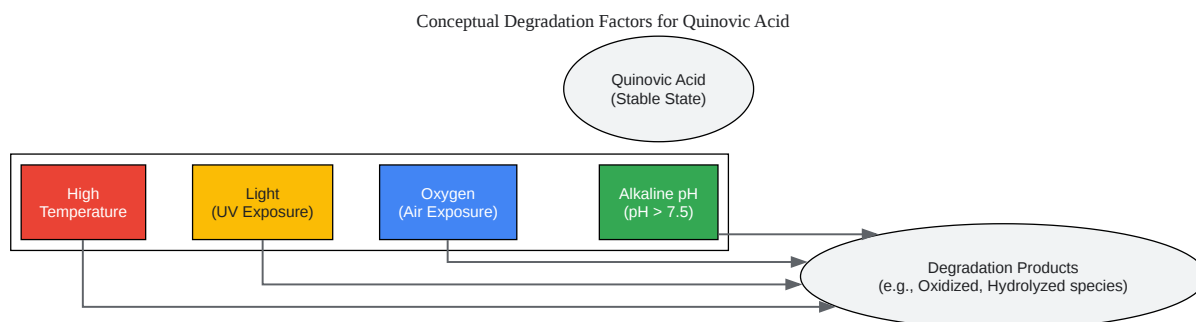 Conceptual Degradation Factors for Quinovic Acid
Quinovic Acid
(Stable State)
High
Temperature
Light
(UV Exposure)
Oxygen
(Air Exposure)
Alkaline pH
(pH > 7.5)
Degradation Products
(e.g., Oxidized, Hydrolyzed species)